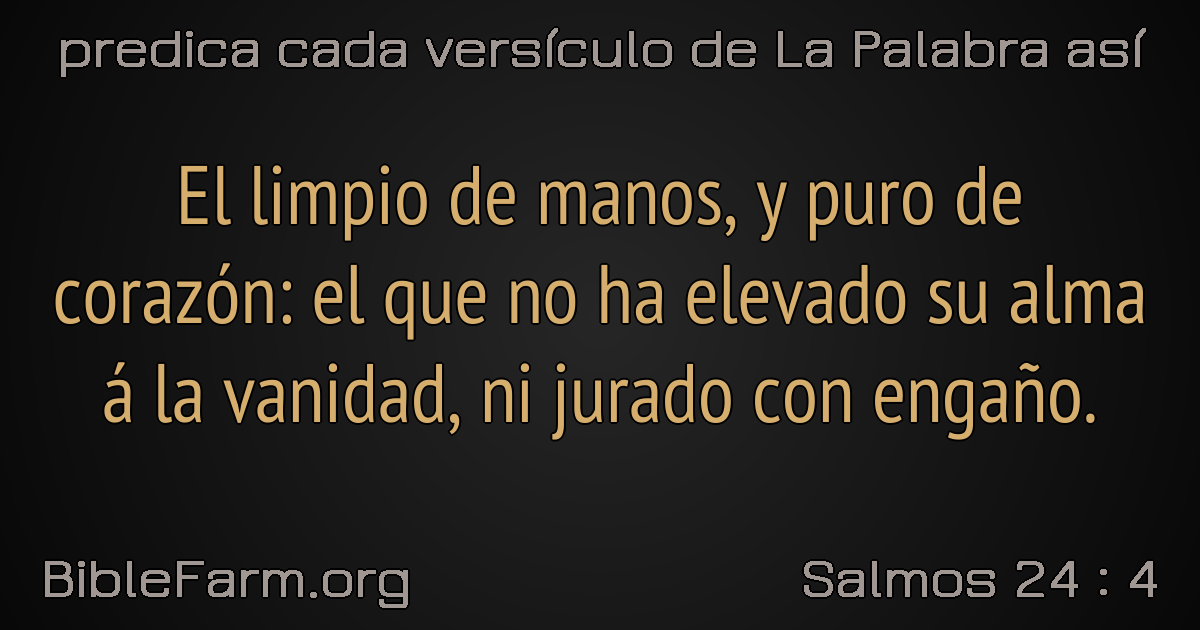 predica cada versículo de La Palabra así
El limpio de manos, y puro de
corazón: el que no ha elevado su alma
á la vanidad, ni jurado con engaño.
BibleFarm.org
Salmos 24 : 4